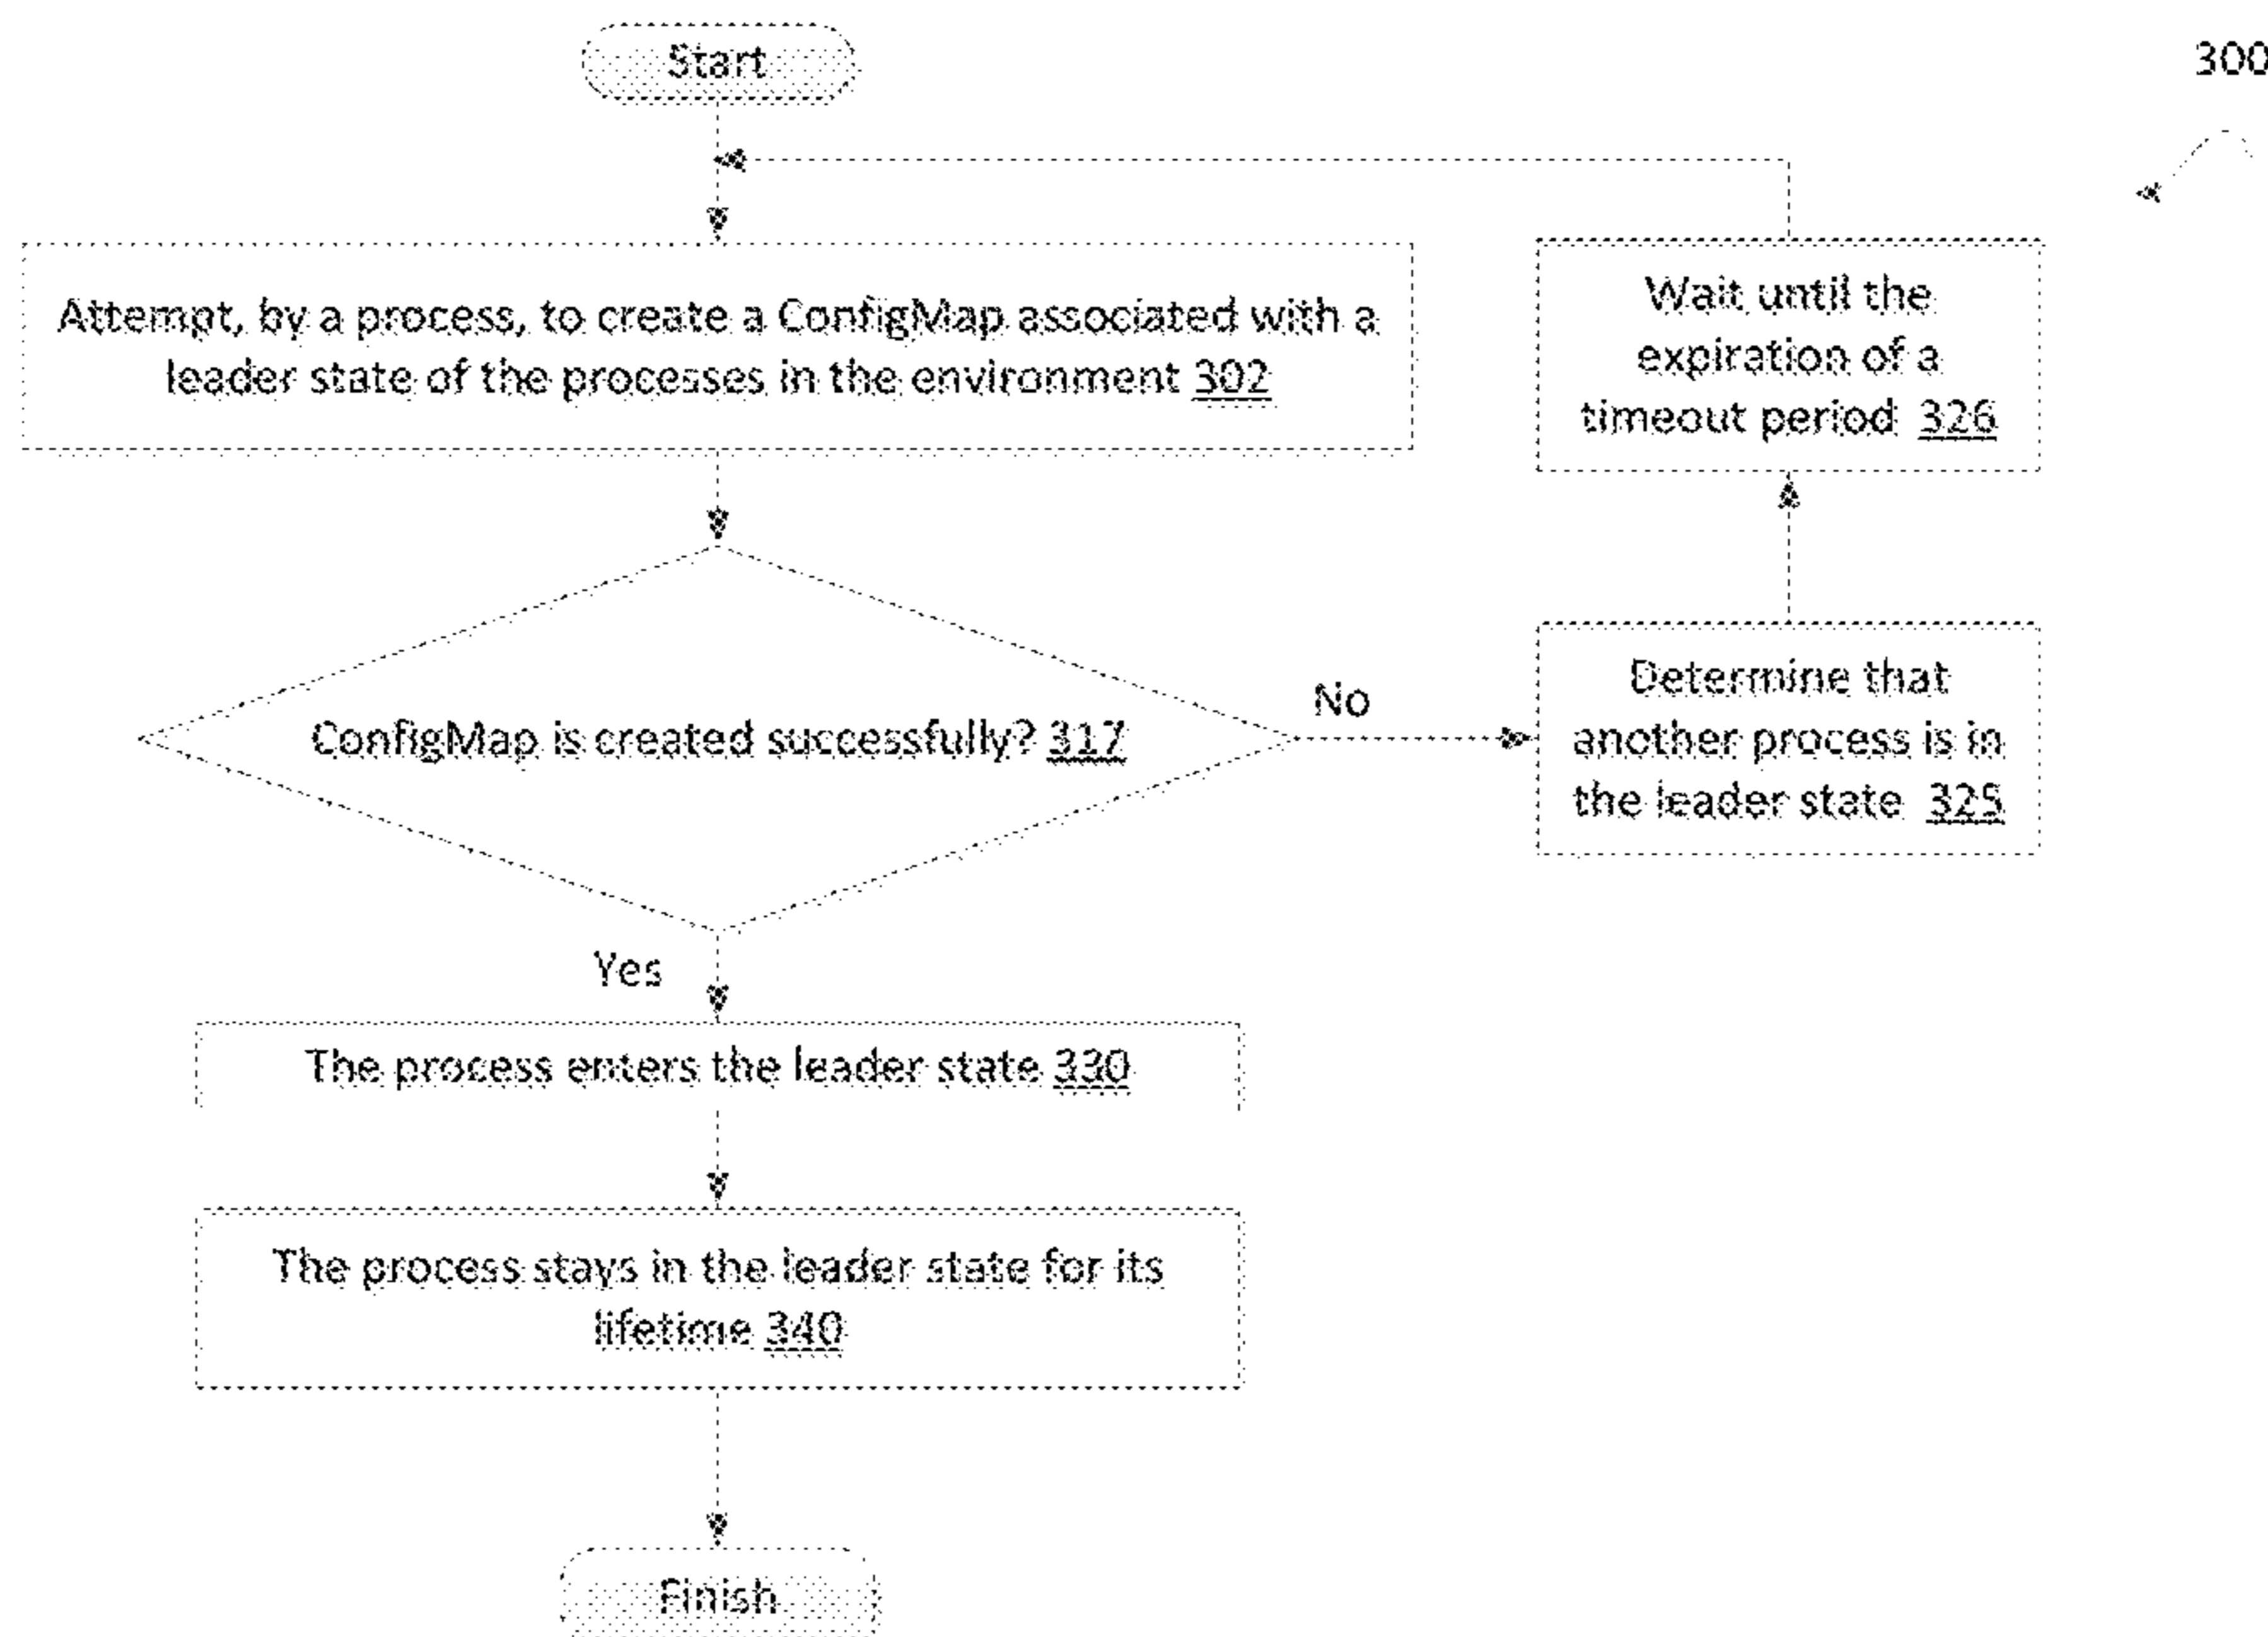 Start
300
Attempt, by a process, to create a ConfigMap associated with a
leader state of the processes in the environment 302
Wait until the
expiration of a
timeout period 326
ConfigMap is created successfully? 317
No
Determine that
another process is in
the leader state 325
Yes
The process enters the leader state 330
The process stays in the leader state for its
lifetime 340
Finish